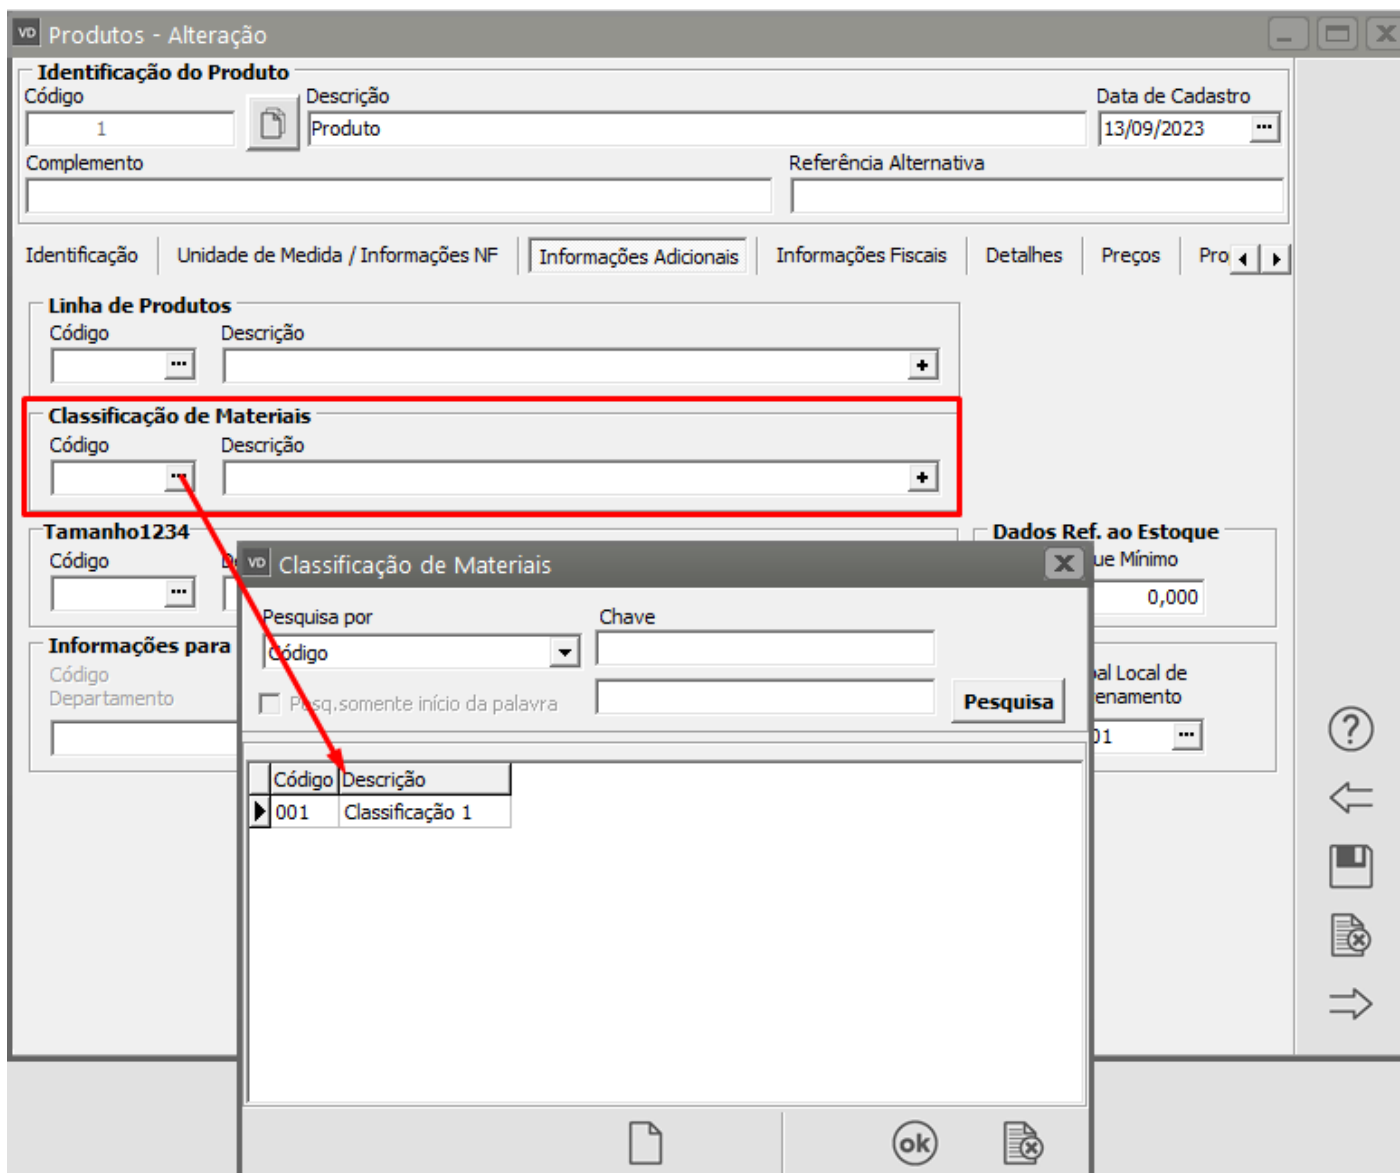 VD Produtos - Alteração
Identificação do Produto
Código Descrição Data de Cadastro
1 Produto 13/09/2023 ...
Complemento Referência Alternativa
Identificação Unidade de Medida / Informações NF Informações Adicionais Informações Fiscais Detalhes Preços Pro
Linha de Produtos
Código Descrição
... +
Classificação de Materiais
Código Descrição
... +
Tamanho1234 Dados Ref. ao Estoque
Código ue Mínimo
... 0,000
Informações para
Código al Local de
Departamento enamento
01 ...
VD Classificação de Materiais
Pesquisa por Chave
Código
Pesq.somente início da palavra Pesquisa
Código Descrição
001 Classificação 1
ok
?